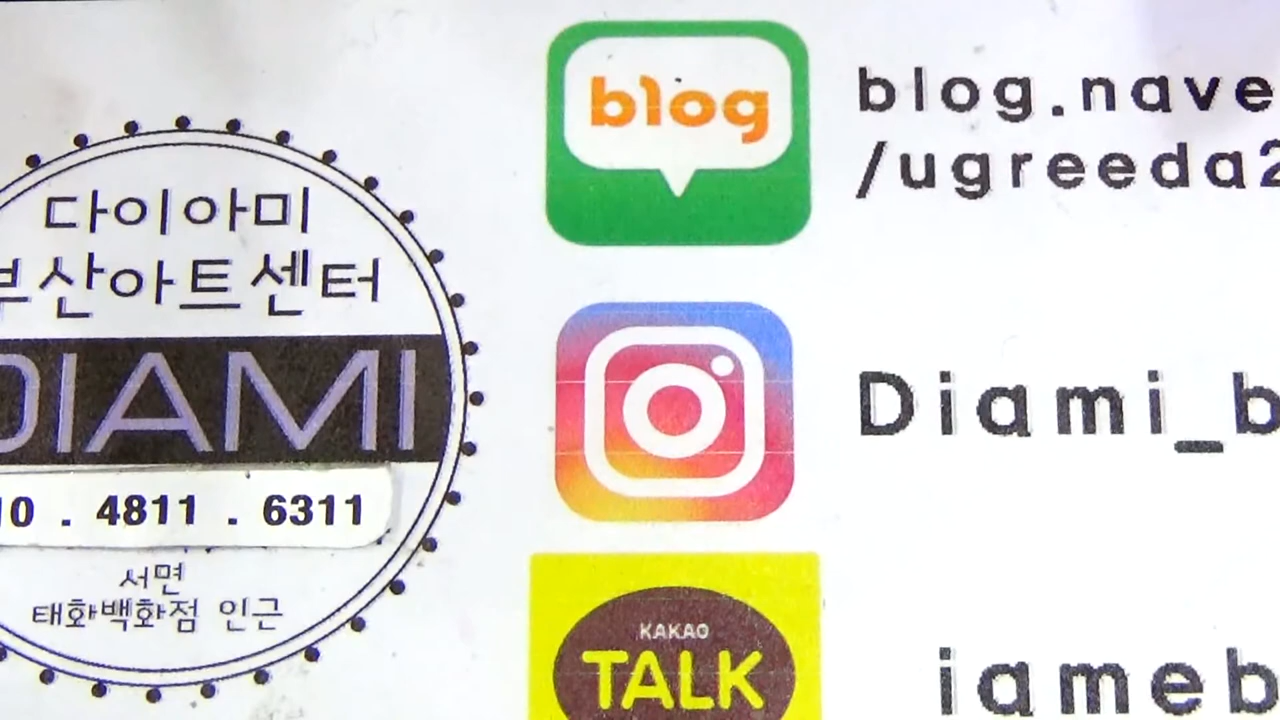 다이아미
부산아트센터
DIAMI
10 . 4811 . 6311
서면
태화백화점 인근
blog
blog.nave
/ugreeda2
Diami_b
KAKAO
TALK
iameb